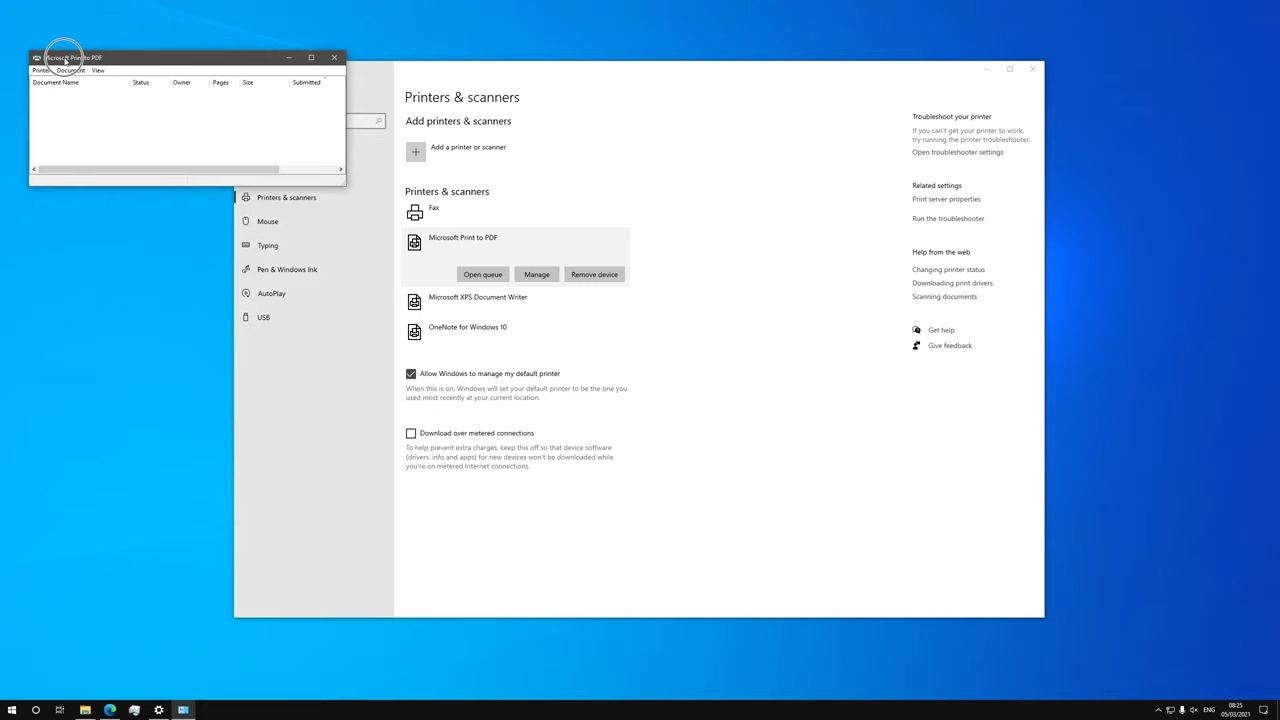 Microsoft Print to PDF
Printer Document View
Document Name Status Owner Pages Size Submitted
Printers & scanners
Mouse
Typing
Pen & Windows Ink
AutoPlay
USB
Printers & scanners
Add printers & scanners
Add a printer or scanner
Printers & scanners
Fax
Microsoft Print to PDF
Open queue Manage Remove device
Microsoft XPS Document Writer
OneNote for Windows 10
Allow Windows to manage my default printer
When this is on, Windows will set your default printer to be the one you
used most recently at your current location.
Download over metered connections
To help prevent extra charges, keep this off so that device software
(drivers, info and apps) for new devices won't be downloaded while
you're on metered Internet connections.
Troubleshoot your printer
If you can't get your printer to work,
try running the printer troubleshooter.
Open troubleshooter settings
Related settings
Print server properties
Run the troubleshooter
Help from the web
Changing printer status
Downloading print drivers
Scanning documents
Get help
Give feedback
ENG
08:25
05/03/2021